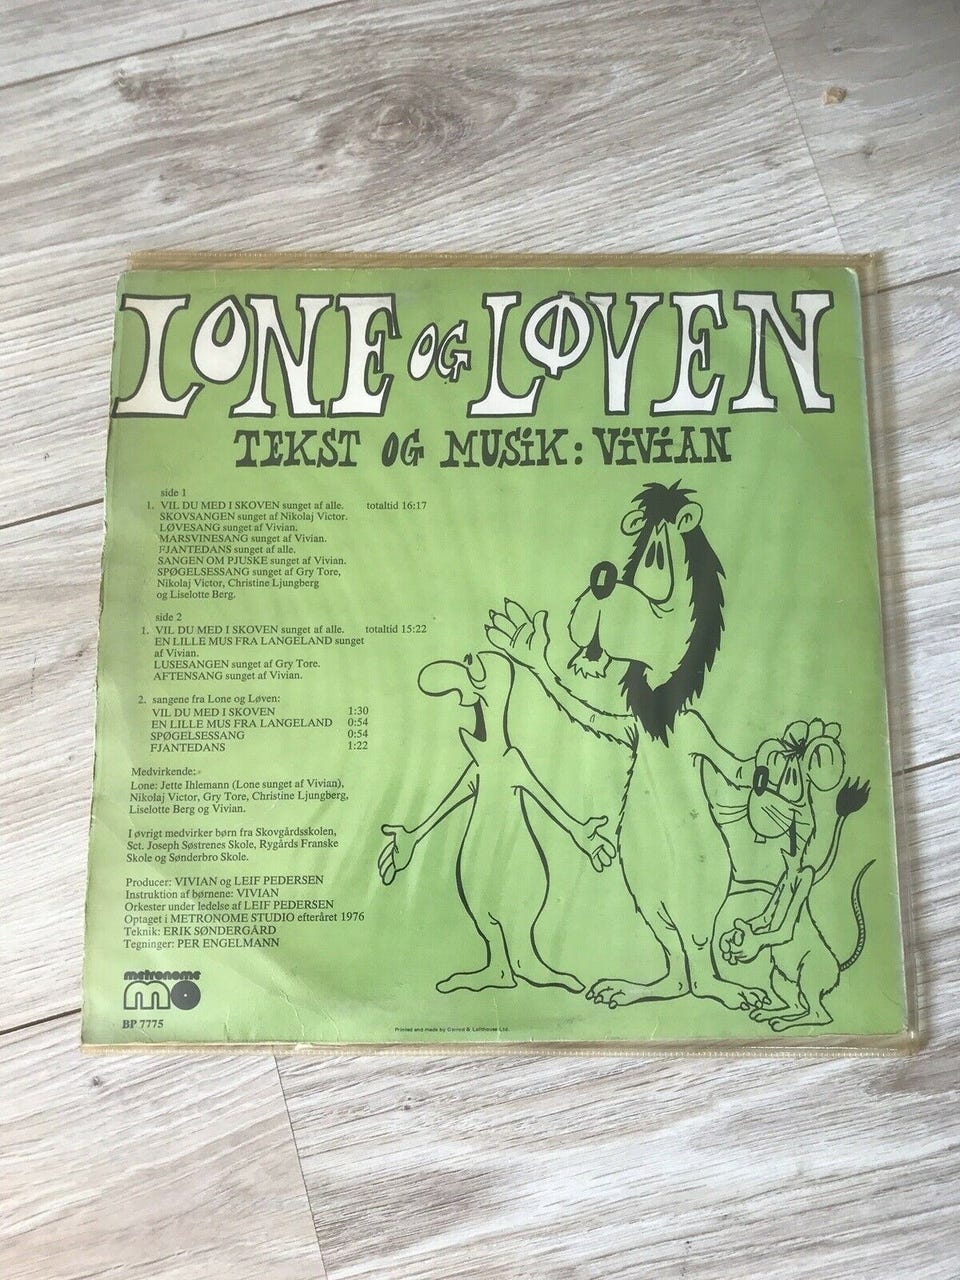 LONE OG LØVEN
TEKST OG MUSIK: ViViAN
side 1
1. VIL DU MED I SKOVEN sunget af alle. totaltid 16:17
SKOVSANGEN sunget af Nikolaj Victor.
LØVESANG sunget af Vivian.
MARSVINESANG sunget af Vivian.
FJANTEDANS sunget af alle.
SANGEN OM PJUSKE sunget af Vivian.
SPØGELSESSANG sunget af Gry Tore,
Nikolaj Victor, Christine Ljungberg
og Liselotte Berg.
side 2
1. VIL DU MED I SKOVEN sunget af alle. totaltid 15:22
EN LILLE MUS FRA LANGELAND sunget
af Vivian.
LUSESANGEN sunget af Gry Tore.
AFTENSANG sunget af Vivian.
2. sangene fra Lone og Løven:
VIL DU MED I SKOVEN 1:30
EN LILLE MUS FRA LANGELAND 0:54
SPØGELSESSANG 0:54
FJANTEDANS 1:22
Medvirkende:
Lone: Jette Ihlemann (Lone sunget af Vivian),
Nikolaj Victor, Gry Tore, Christine Ljungberg,
Liselotte Berg og Vivian.
I øvrigt medvirker børn fra Skovgårdsskolen,
Sct. Joseph Søstrenes Skole, Rygårds Franske
Skole og Sønderbro Skole.
Producer: VIVIAN og LEIF PEDERSEN
Instruktion af børnene: VIVIAN
Orkester under ledelse af LEIF PEDERSEN
Optaget i METRONOME STUDIO efteråret 1976
Teknik: ERIK SØNDERGÅRD
Tegninger: PER ENGELMANN
metronome
mo
BP 7775
Printed and made by Garrod & Lofthouse Ltd.